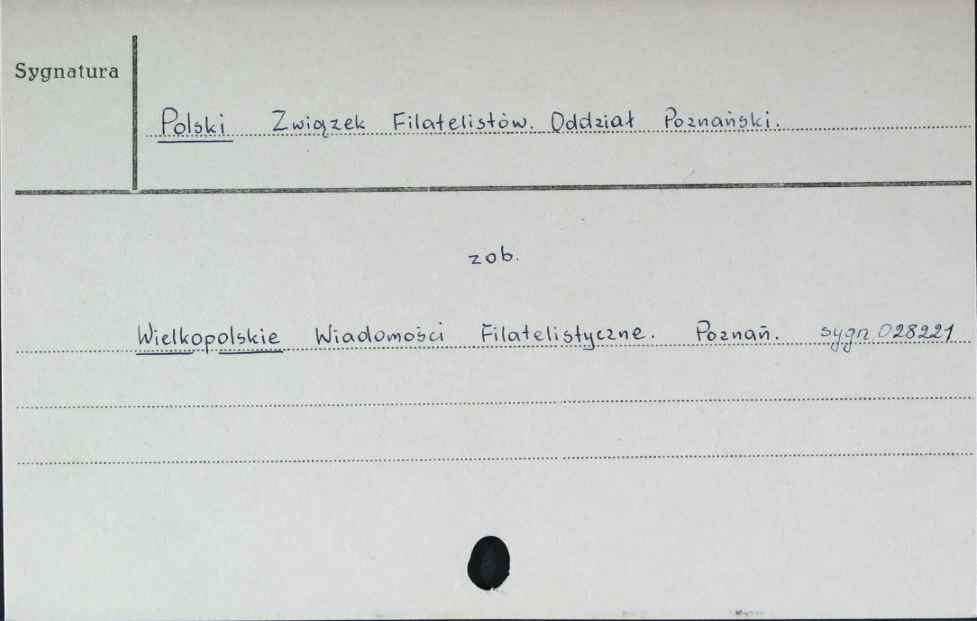 Sygnatura
Polski Związek Filatelistów. Oddział Poznański.
zob.
Wielkopolskie Wiadomości Filatelistyczne. Poznań. sygn 028221